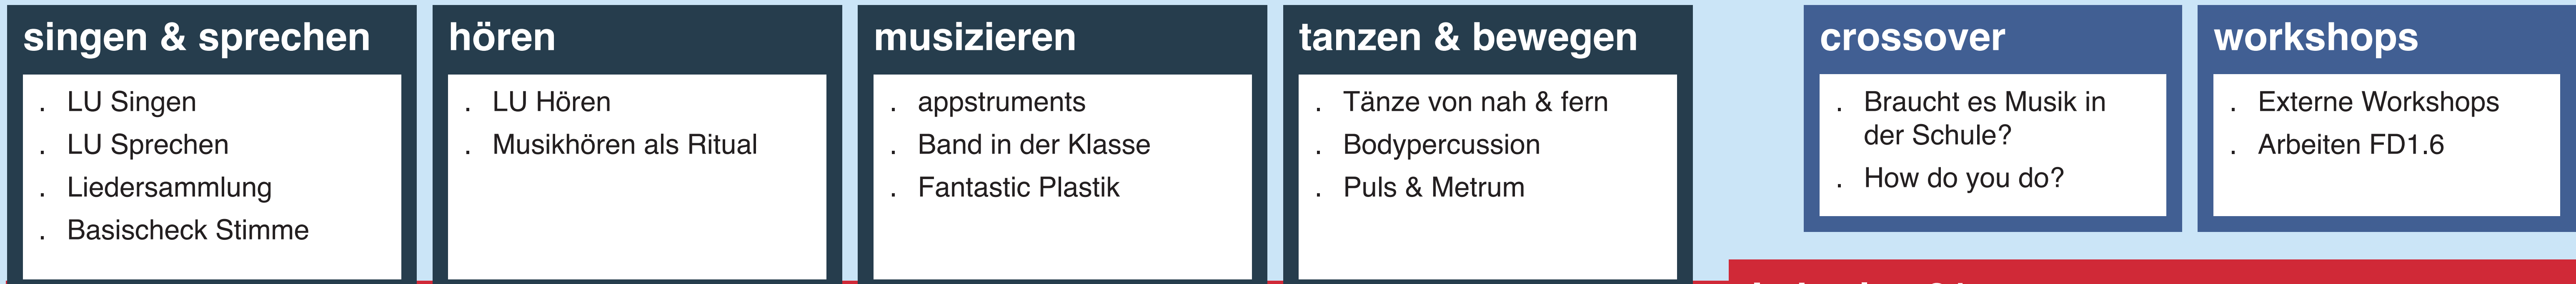 singen & sprechen
. LU Singen
. LU Sprechen
. Liedersammlung
. Basischeck Stimme
hören
. LU Hören
. Musikhören als Ritual
musizieren
. appstruments
. Band in der Klasse
. Fantastic Plastik
tanzen & bewegen
. Tänze von nah & fern
. Bodypercussion
. Puls & Metrum
crossover
. Braucht es Musik in
der Schule?
. How do you do?
workshops
. Externe Workshops
. Arbeiten FD1.6